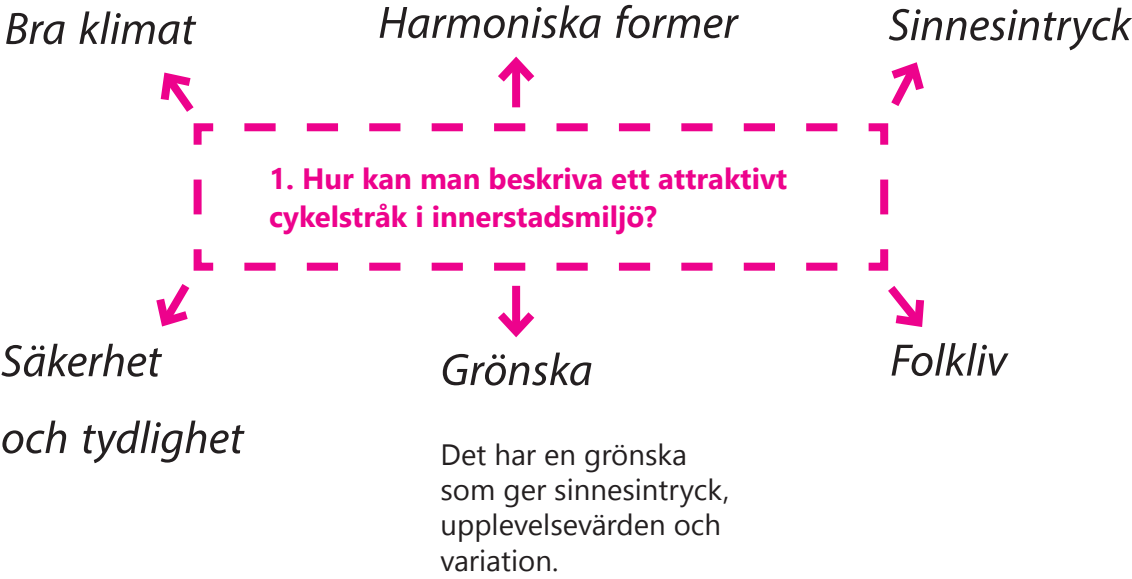 Bra klimat
Harmoniska former
Sinnesintryck
1. Hur kan man beskriva ett attraktivt
cykelstråk i innerstadsmiljö?
Säkerhet
och tydlighet
Grönska
Det har en grönska
som ger sinnesintryck,
upplevelsevärden och
variation.
Folkliv